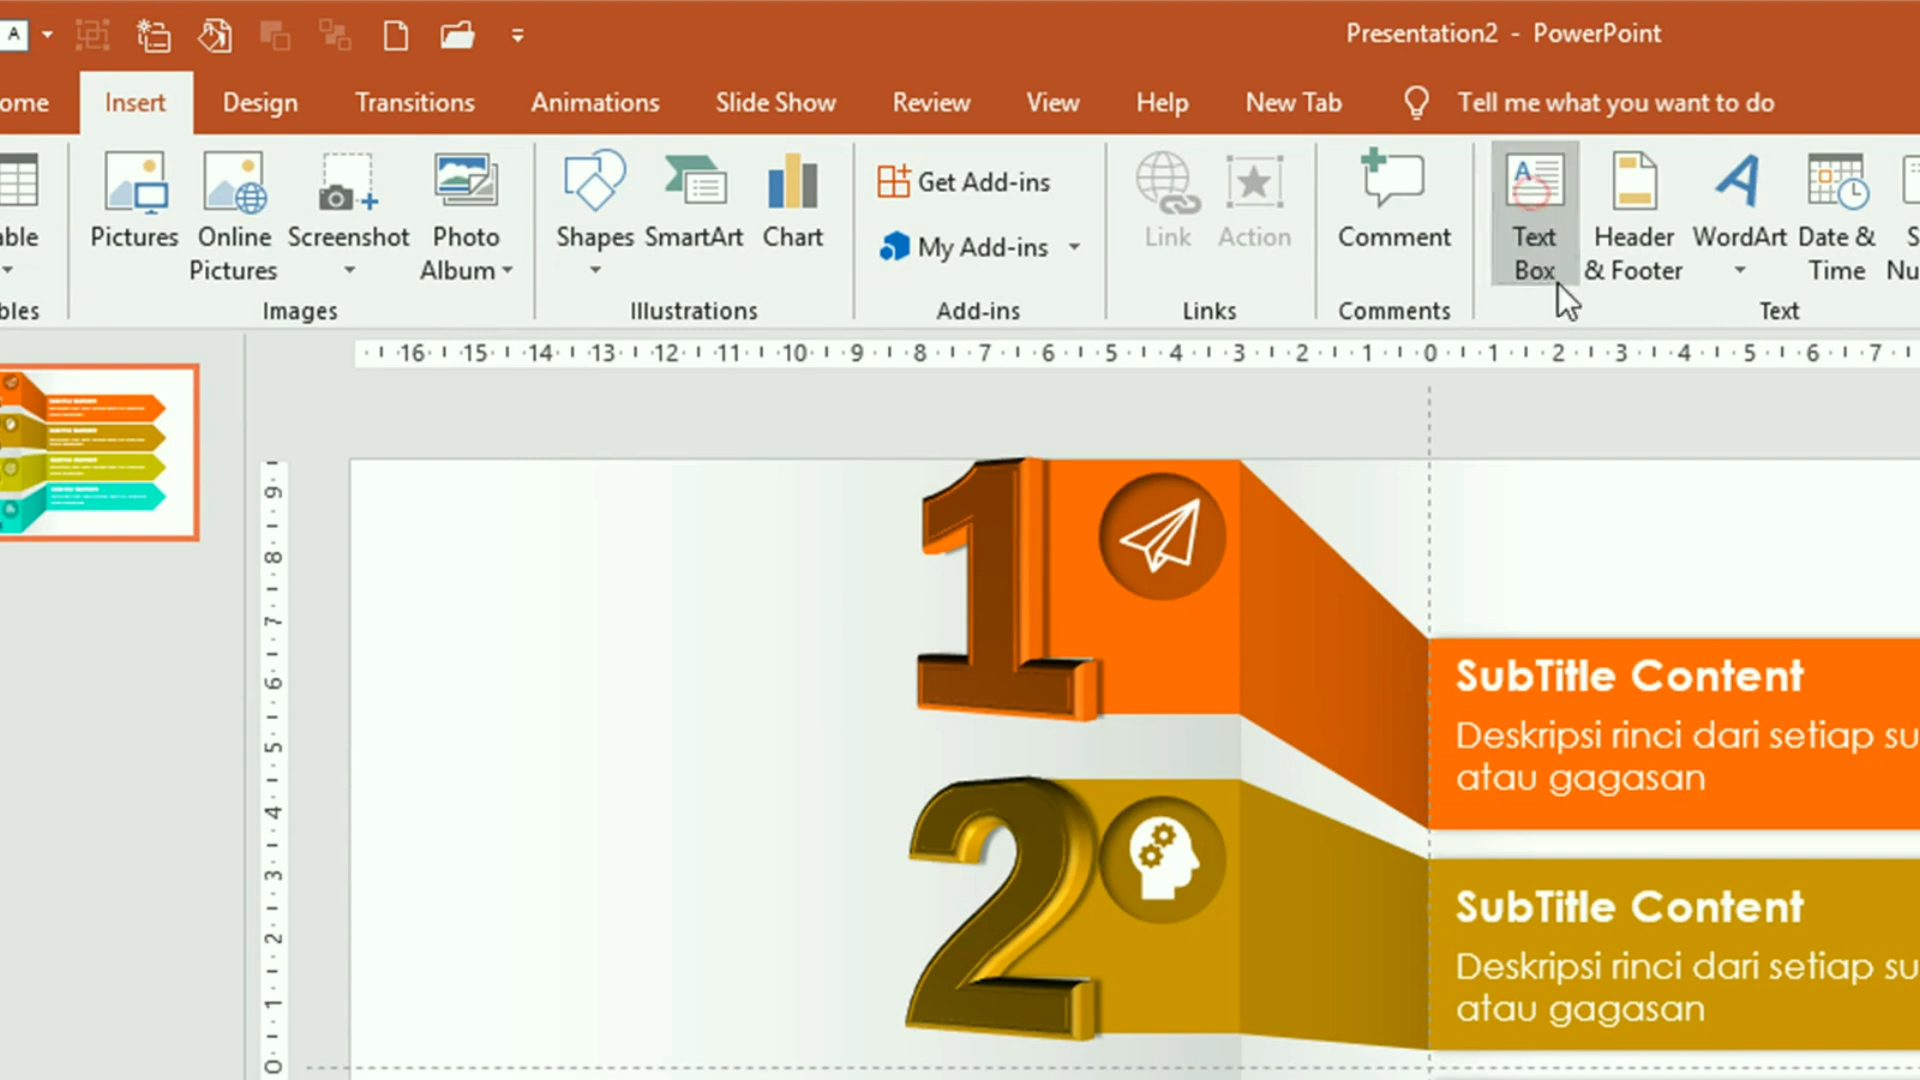 A
Presentation2 - PowerPoint
ome Insert Design Transitions Animations Slide Show Review View Help New Tab Tell me what you want to do
able
Pictures
Online Pictures
Screenshot
Photo Album
Shapes
SmartArt
Chart
Get Add-ins
My Add-ins
Link
Action
Comment
Text Box
Header & Footer
WordArt
Date & Time
S
Nu
bles Images Illustrations Add-ins Links Comments Text
16 15 14 13 12 11 10 9 8 7 6 5 4 3 2 1 0 1 2 3 4 5 6 7
9
8
7
6
5
4
3
2
1
0
1
SubTitle Content
Deskripsi rinci dari setiap su
atau gagasan
2
SubTitle Content
Deskripsi rinci dari setiap su
atau gagasan